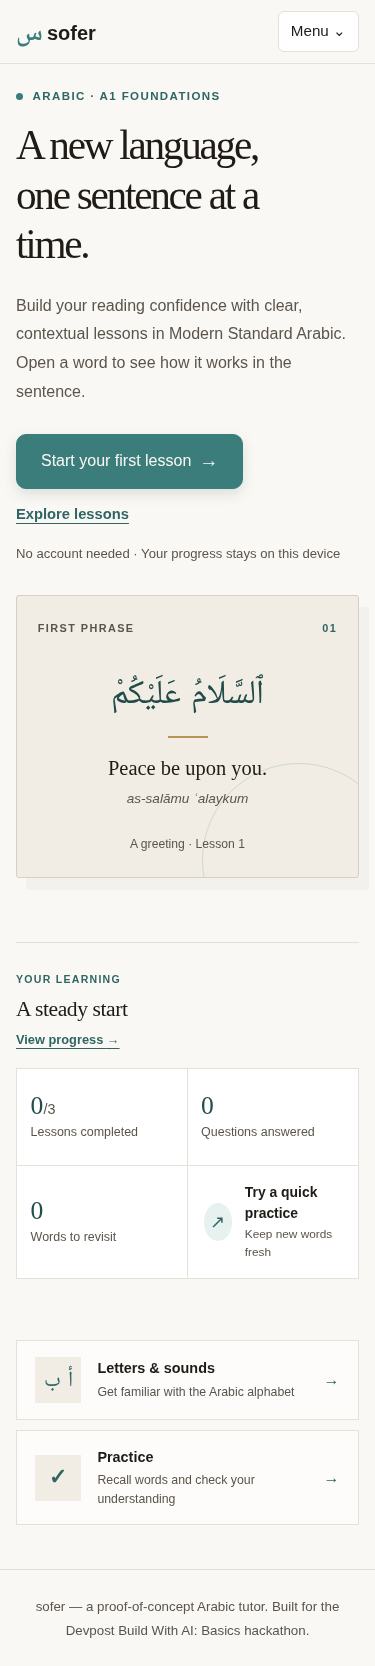 س sofer
Menu ⌄
ARABIC · A1 FOUNDATIONS
A new language,
one sentence at a
time.
Build your reading confidence with clear,
contextual lessons in Modern Standard Arabic.
Open a word to see how it works in the
sentence.
Start your first lesson →
Explore lessons
No account needed · Your progress stays on this device
FIRST PHRASE 01
ٱلسَّلَامُ عَلَيْكُمْ
Peace be upon you.
as-salāmu ʿalaykum
A greeting · Lesson 1
YOUR LEARNING
A steady start
View progress →
0/3
Lessons completed
0
Questions answered
0
Words to revisit
↗
Try a quick
practice
Keep new words
fresh
أ ب
Letters & sounds
Get familiar with the Arabic alphabet
→
✓
Practice
Recall words and check your
understanding
→
sofer — a proof-of-concept Arabic tutor. Built for the
Devpost Build With AI: Basics hackathon.